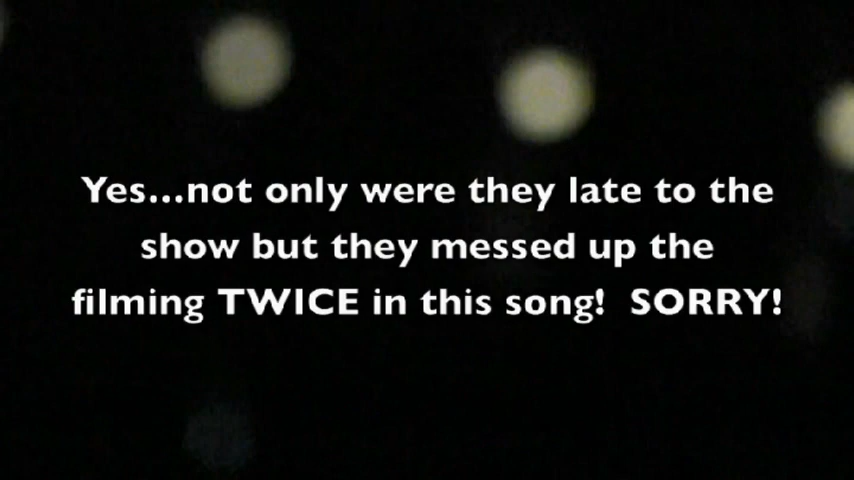 Yes...not only were they late to the
show but they messed up the
filming TWICE in this song!  SORRY!